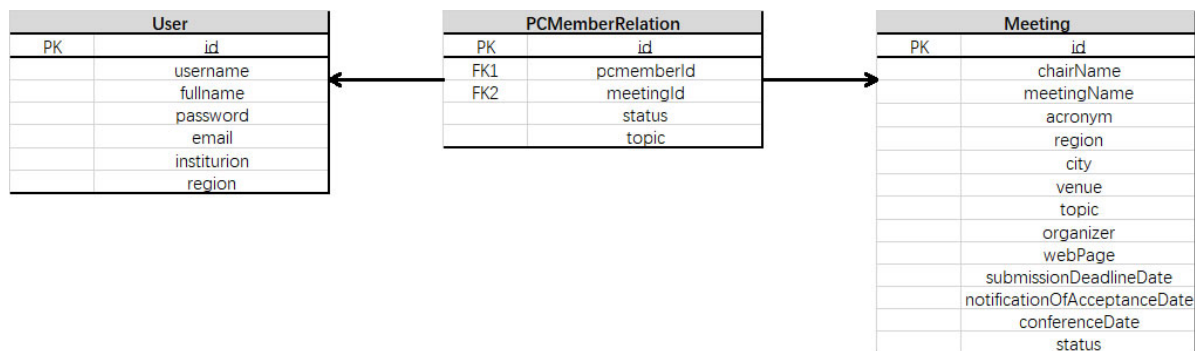 User
PK id
username
fullname
password
email
institurion
region
PCMemberRelation
PK id
FK1 pcmemberId
FK2 meetingId
status
topic
Meeting
PK id
chairName
meetingName
acronym
region
city
venue
topic
organizer
webPage
submissionDeadlineDate
notificationOfAcceptanceDate
conferenceDate
status